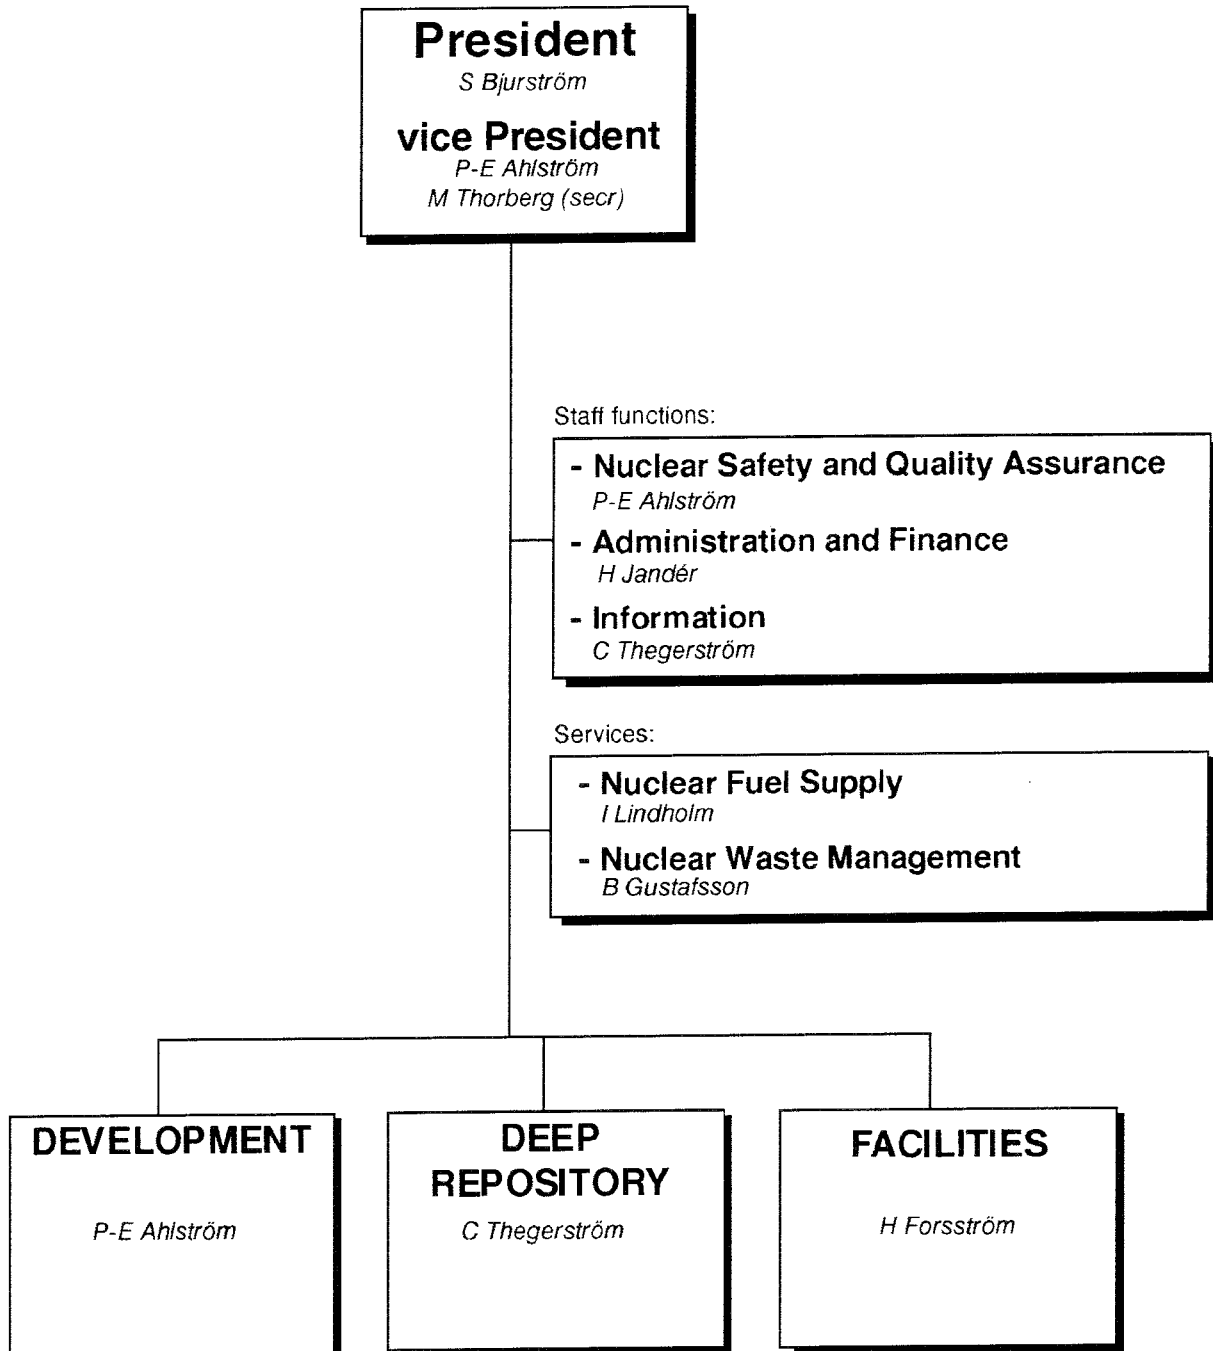 President
S Bjurström
vice President
P-E Ahlström
M Thorberg (secr)
Staff functions:
- Nuclear Safety and Quality Assurance
P-E Ahlström
- Administration and Finance
H Jandér
- Information
C Thegerström
Services:
- Nuclear Fuel Supply
I Lindholm
- Nuclear Waste Management
B Gustafsson
DEVELOPMENT
P-E Ahlström
DEEP
REPOSITORY
C Thegerström
FACILITIES
H Forsström